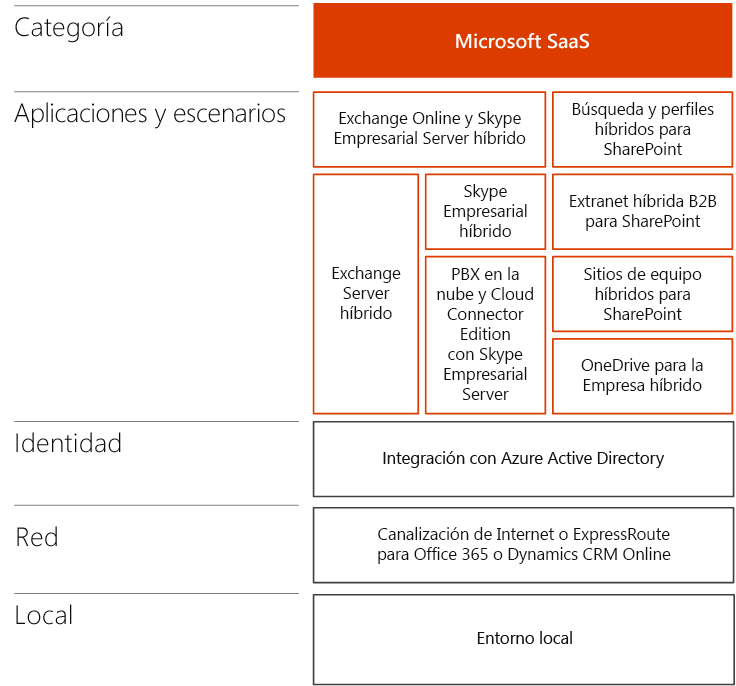 Categoría
Microsoft SaaS
Aplicaciones y escenarios
Exchange Online y Skype
Empresarial Server híbrido
Búsqueda y perfiles
híbridos para
SharePoint
Exchange
Server
híbrido
Skype
Empresarial
híbrido
Extranet híbrida B2B
para SharePoint
PBX en la
nube y Cloud
Connector
Edition
con Skype
Empresarial
Server
Sitios de equipo
híbridos para
SharePoint
OneDrive para la
Empresa híbrido
Identidad
Integración con Azure Active Directory
Red
Canalización de Internet o ExpressRoute
para Office 365 o Dynamics CRM Online
Local
Entorno local